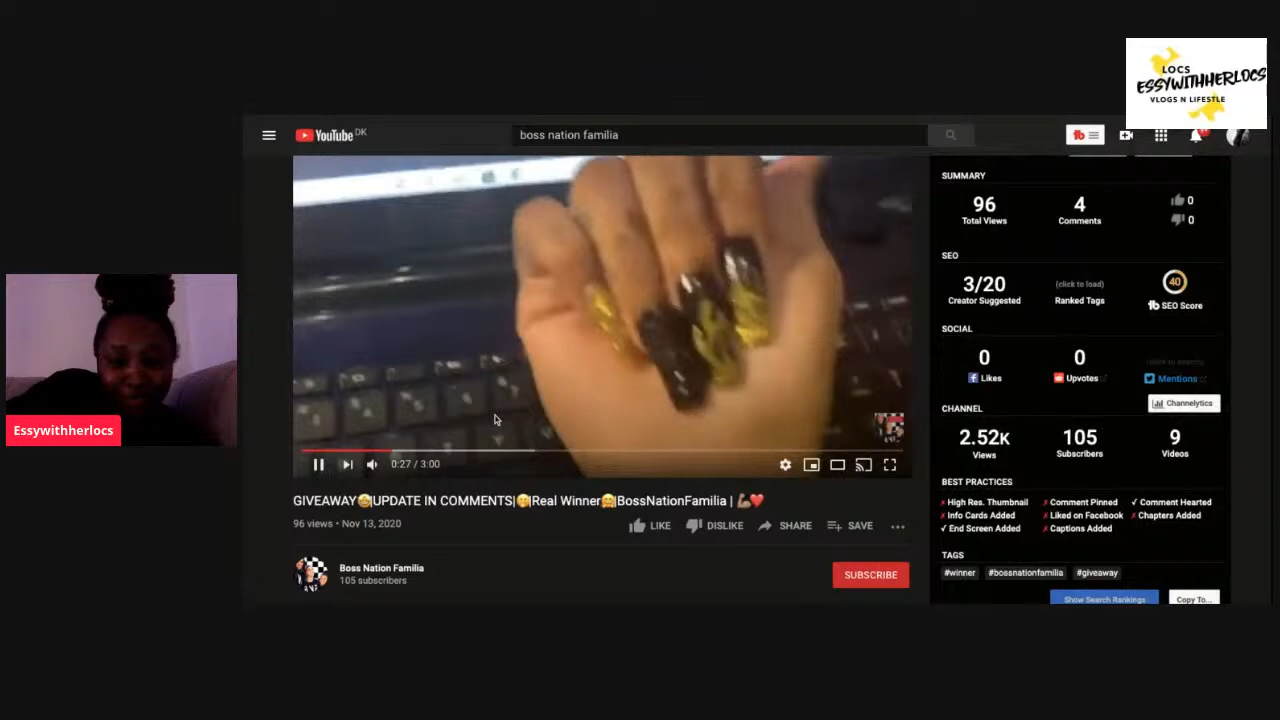 LOCS
ESSYWITHHERLOCS
VLOGS N LIFESTLE
YouTube DK
boss nation familia
tb
SUMMARY
96
Total Views
4
Comments
0
0
SEO
3/20
Creator Suggested
(click to load)
Ranked Tags
40
tb SEO Score
SOCIAL
0
Likes
0
Upvotes
Mentions
Channelytics
CHANNEL
2.52K
Views
105
Subscribers
9
Videos
BEST PRACTICES
✗ High Res. Thumbnail ✗ Comment Pinned ✓ Comment Hearted
✗ Info Cards Added ✗ Liked on Facebook ✗ Chapters Added
✓ End Screen Added ✗ Captions Added
TAGS
#winner #bossnationfamilia #giveaway
Show Search Rankings Copy To...
Essywithherlocs
0:27 / 3:00
GIVEAWAY🤩|UPDATE IN COMMENTS|🤗|Real Winner🤗|BossNationFamilia | 💪🏽❤️
96 views • Nov 13, 2020
LIKE DISLIKE SHARE SAVE ...
Boss Nation Familia
105 subscribers
SUBSCRIBE